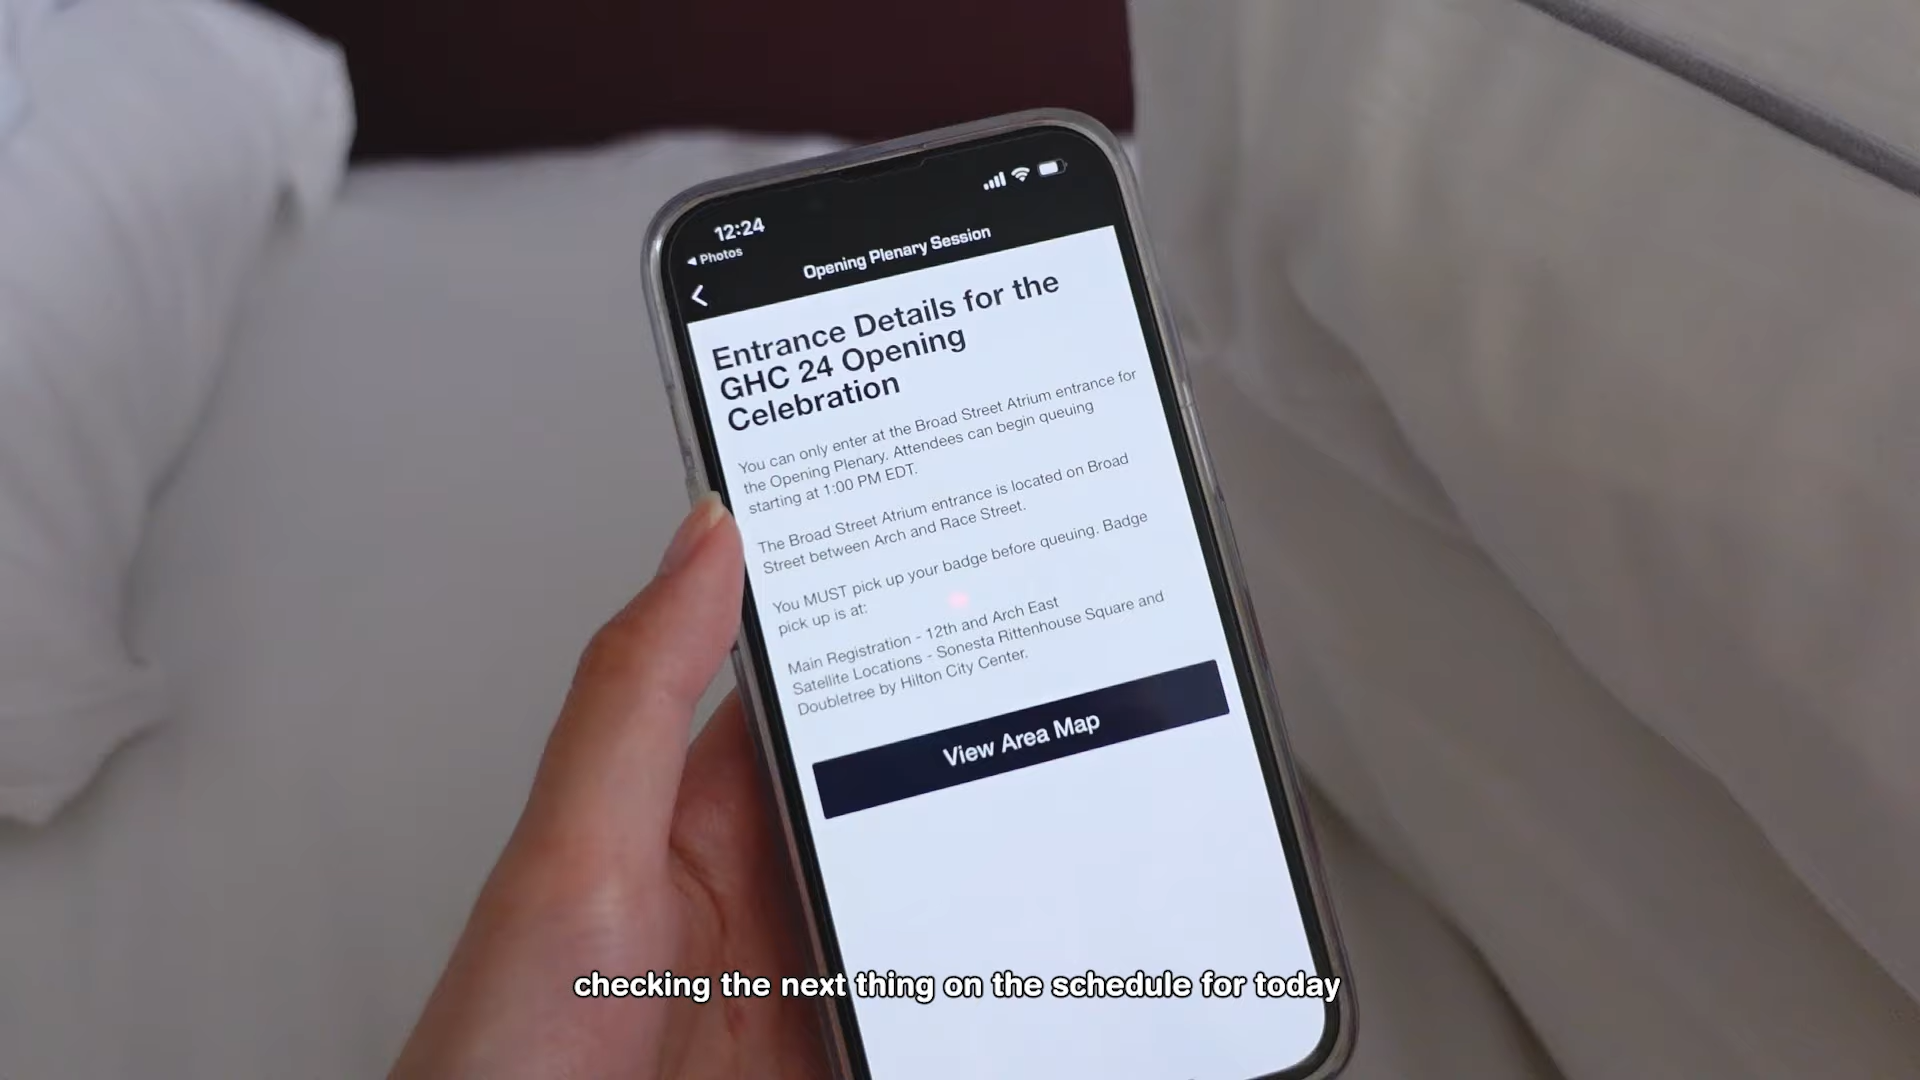 12:24
◀ Photos
Opening Plenary Session
Entrance Details for the
GHC 24 Opening
Celebration
You can only enter at the Broad Street Atrium entrance for
the Opening Plenary. Attendees can begin queuing
starting at 1:00 PM EDT.
The Broad Street Atrium entrance is located on Broad
Street between Arch and Race Street.
You MUST pick up your badge before queuing. Badge
pick up is at:
Main Registration - 12th and Arch East
Satellite Locations - Sonesta Rittenhouse Square and
Doubletree by Hilton City Center.
View Area Map
checking the next thing on the schedule for today